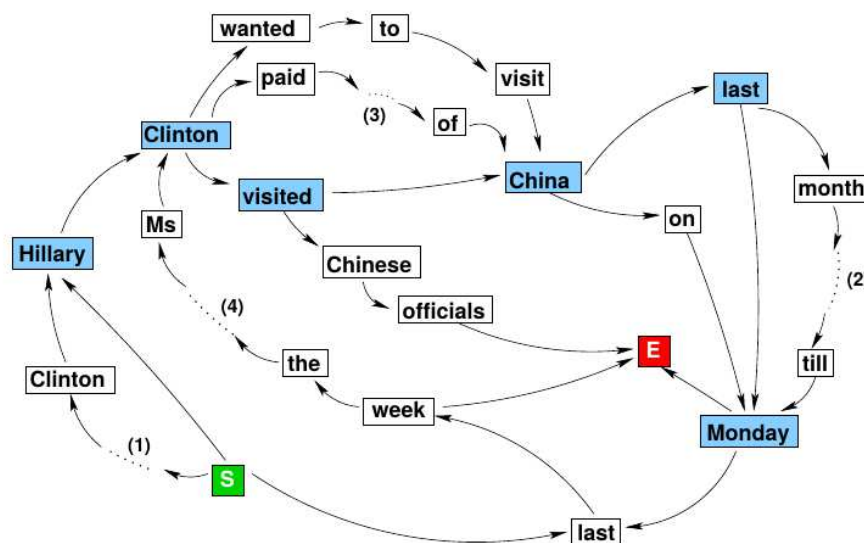 wanted
to
paid
visit
last
(3)
of
Clinton
China
month
visited
on
Ms
Hillary
Chinese
(2
(4)
officials
E
the
till
Clinton
week
Monday
(1)
S
last